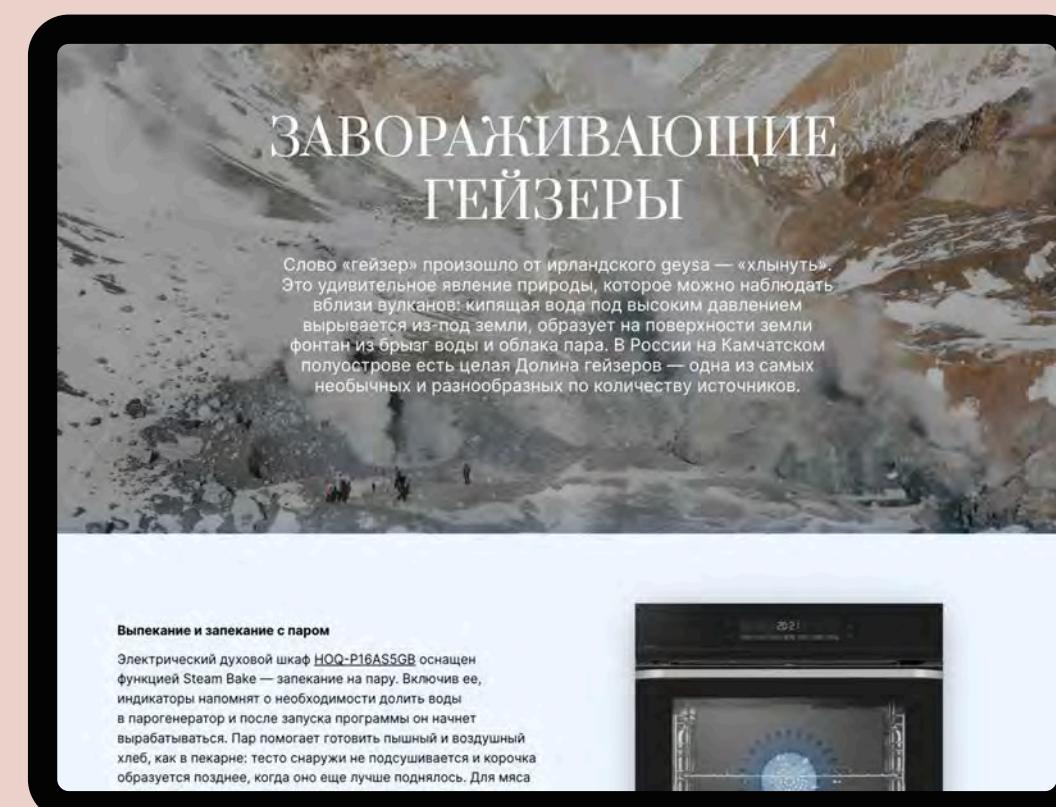 ЗАВОРАЖИВАЮЩИЕ
ГЕЙЗЕРЫ
Слово «гейзер» произошло от ирландского geysa — «хлынуть».
Это удивительное явление природы, которое можно наблюдать
вблизи вулканов: кипящая вода под высоким давлением
вырывается из-под земли, образует на поверхности земли
фонтан из брызг воды и облака пара. В России на Камчатском
полуострове есть целая Долина гейзеров — одна из самых
необычных и разнообразных по количеству источников.
Выпекание и запекание с паром
Электрический духовой шкаф HOQ-P16AS5GB оснащен
функцией Steam Bake — запекание на пару. Включив ее,
индикаторы напомнят о необходимости долить воды
в парогенератор и после запуска программы он начнет
вырабатываться. Пар помогает готовить пышный и воздушный
хлеб, как в пекарне: тесто снаружи не подсушивается и корочка
образуется позднее, когда оно еще лучше поднялось. Для мяса
20:21